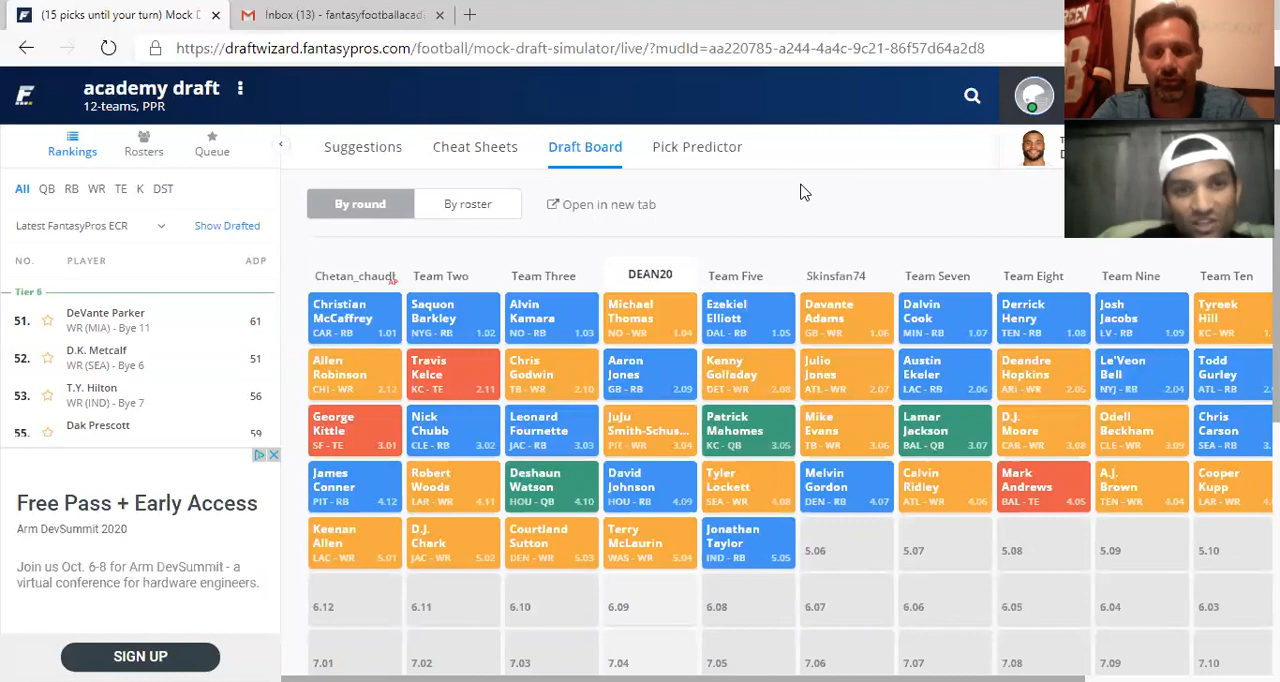 (15 picks until your turn) Mock D
Inbox (13) - fantasyfootballacad
https://draftwizard.fantasypros.com/football/mock-draft-simulator/live/?mudId=aa220785-a244-4a4c-9c21-86f57d64a2d8
academy draft
12-teams, PPR
Rankings Rosters Queue
Suggestions Cheat Sheets Draft Board Pick Predictor
All QB RB WR TE K DST
By round By roster Open in new tab
Latest FantasyPros ECR Show Drafted
NO. PLAYER ADP
Tier 6
51. DeVante Parker 61
WR (MIA) - Bye 11
52. D.K. Metcalf 51
WR (SEA) - Bye 6
53. T.Y. Hilton 56
WR (IND) - Bye 7
55. Dak Prescott 59
Free Pass + Early Access
Arm DevSummit 2020
Join us Oct. 6-8 for Arm DevSummit - a
virtual conference for hardware engineers.
SIGN UP
Team Two Team Three DEAN20 Team Five Skinsfan74 Team Seven Team Eight Team Nine Team Ten
Christian Saquon Alvin Michael Ezekiel Davante Dalvin Derrick Josh Tyreek
McCaffrey Barkley Kamara Thomas Elliott Adams Cook Henry Jacobs Hill
CAR - RB 1.01 NYG - RB 1.02 NO - RB 1.03 NO - WR 1.04 DAL - RB 1.05 GB - WR 1.06 MIN - RB 1.07 TEN - RB 1.08 LV - RB 1.09 KC - WR 1.
Allen Travis Chris Aaron Kenny Julio Austin Deandre Le'Veon Todd
Robinson Kelce Godwin Jones Golladay Jones Ekeler Hopkins Bell Gurley
CHI - WR 2.12 KC - TE 2.11 TB - WR 2.10 GB - RB 2.09 DET - WR 2.08 ATL - WR 2.07 LAC - RB 2.06 ARI - WR 2.05 NYJ - RB 2.04 ATL - RB 2.
George Nick Leonard JuJu Patrick Mike Lamar D.J. Odell Chris
Kittle Chubb Fournette Smith-Schus... Mahomes Evans Jackson Moore Beckham Carson
SF - TE 3.01 CLE - RB 3.02 JAC - RB 3.03 PIT - WR 3.04 KC - QB 3.05 TB - WR 3.06 BAL - QB 3.07 CAR - WR 3.08 CLE - WR 3.09 SEA - RB 3.
James Robert Deshaun David Tyler Melvin Calvin Mark A.J. Cooper
Conner Woods Watson Johnson Lockett Gordon Ridley Andrews Brown Kupp
PIT - RB 4.12 LAR - WR 4.11 HOU - QB 4.10 HOU - RB 4.09 SEA - WR 4.08 DEN - RB 4.07 ATL - WR 4.06 BAL - TE 4.05 TEN - WR 4.04 LAR - WR 4.
Keenan D.J. Courtland Terry Jonathan
Allen Chark Sutton McLaurin Taylor
LAC - WR 5.01 JAC - WR 5.02 DEN - WR 5.03 WAS - WR 5.04 IND - RB 5.05 5.06 5.07 5.08 5.09 5.10
6.12 6.11 6.10 6.09 6.08 6.07 6.06 6.05 6.04 6.03
7.01 7.02 7.03 7.04 7.05 7.06 7.07 7.08 7.09 7.10